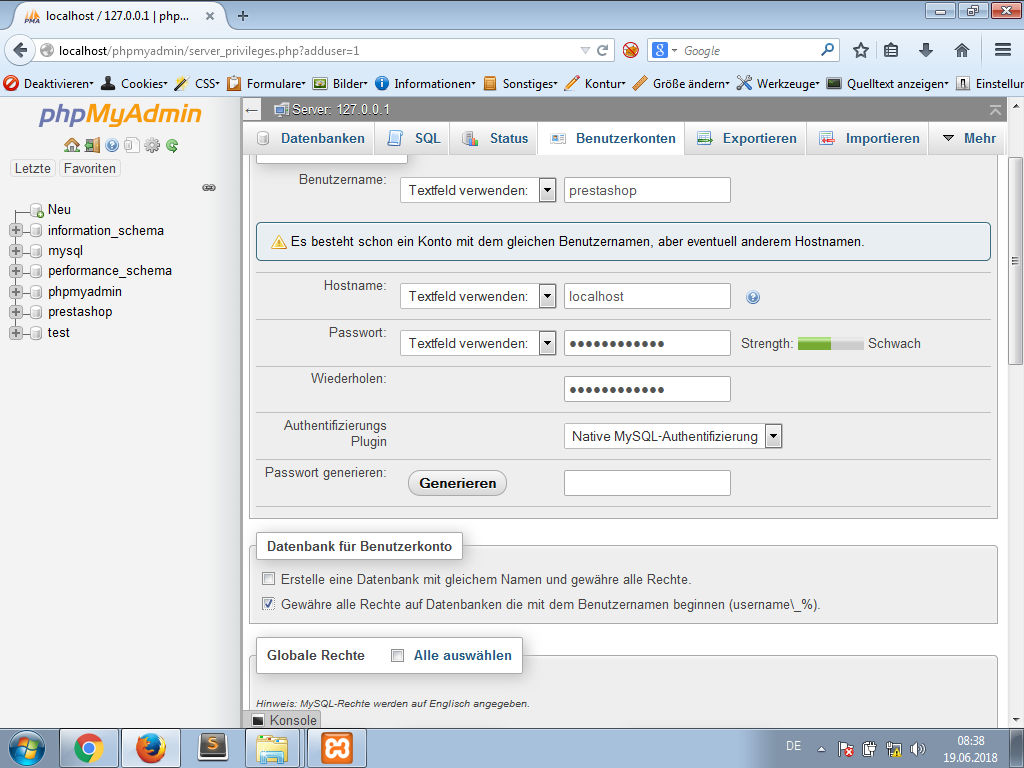 localhost / 127.0.0.1 | php...
localhost/phpmyadmin/server_privileges.php?adduser=1
Google
Deaktivieren
Cookies
CSS
Formulare
Bilder
Informationen
Sonstiges
Kontur
Größe ändern
Werkzeuge
Quelltext anzeigen
Einstellu
phpMyAdmin
Letzte
Favoriten
Neu
information_schema
mysql
performance_schema
phpmyadmin
prestashop
test
Server: 127.0.0.1
Datenbanken
SQL
Status
Benutzerkonten
Exportieren
Importieren
Mehr
Benutzername: Textfeld verwenden: prestashop
Es besteht schon ein Konto mit dem gleichen Benutzernamen, aber eventuell anderem Hostnamen.
Hostname: Textfeld verwenden: localhost
Passwort: Textfeld verwenden: •••••••••••• Strength: Schwach
Wiederholen: ••••••••••••
Authentifizierungs
Plugin
Native MySQL-Authentifizierung
Passwort generieren: Generieren
Datenbank für Benutzerkonto
Erstelle eine Datenbank mit gleichem Namen und gewähre alle Rechte.
Gewähre alle Rechte auf Datenbanken die mit dem Benutzernamen beginnen (username\_%).
Globale Rechte Alle auswählen
Hinweis: MySQL-Rechte werden auf Englisch angegeben.
Konsole
DE
08:38
19.06.2018